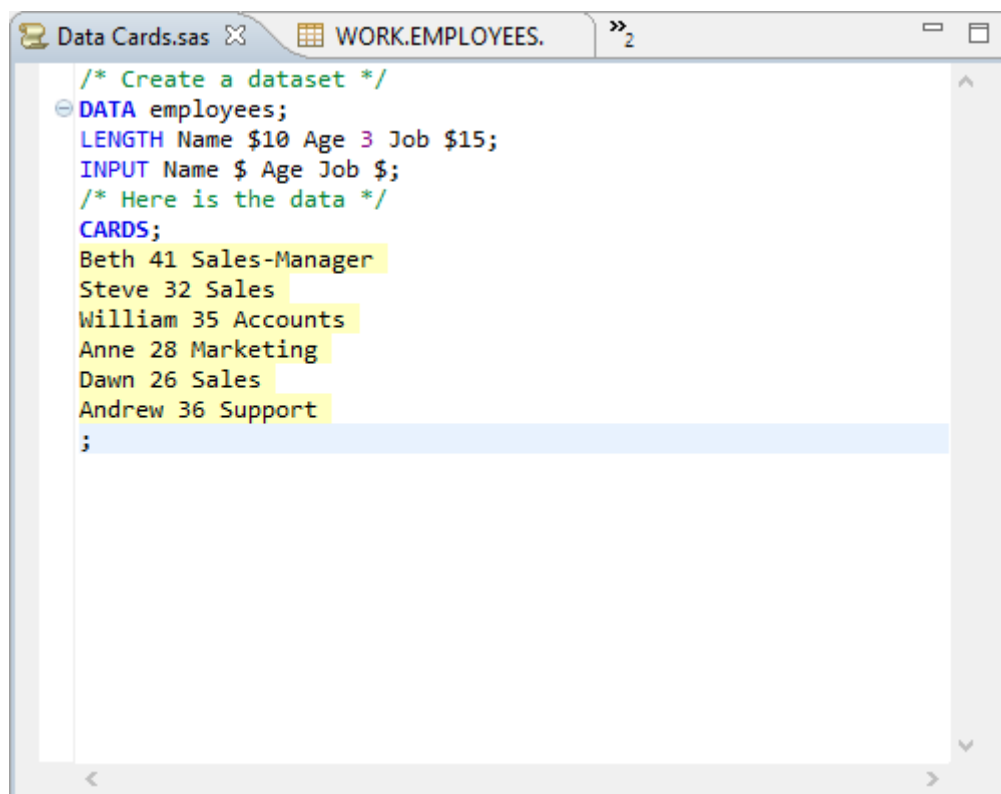 Data Cards.sas WORK.EMPLOYEES. »2
/* Create a dataset */
DATA employees;
LENGTH Name $10 Age 3 Job $15;
INPUT Name $ Age Job $;
/* Here is the data */
CARDS;
Beth 41 Sales-Manager
Steve 32 Sales
William 35 Accounts
Anne 28 Marketing
Dawn 26 Sales
Andrew 36 Support
;